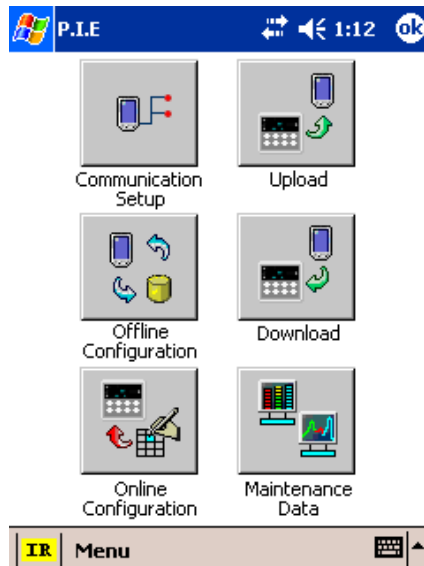 P.I.E 1:12 ok
Communication Setup
Upload
Offline Configuration
Download
Online Configuration
Maintenance Data
IR Menu